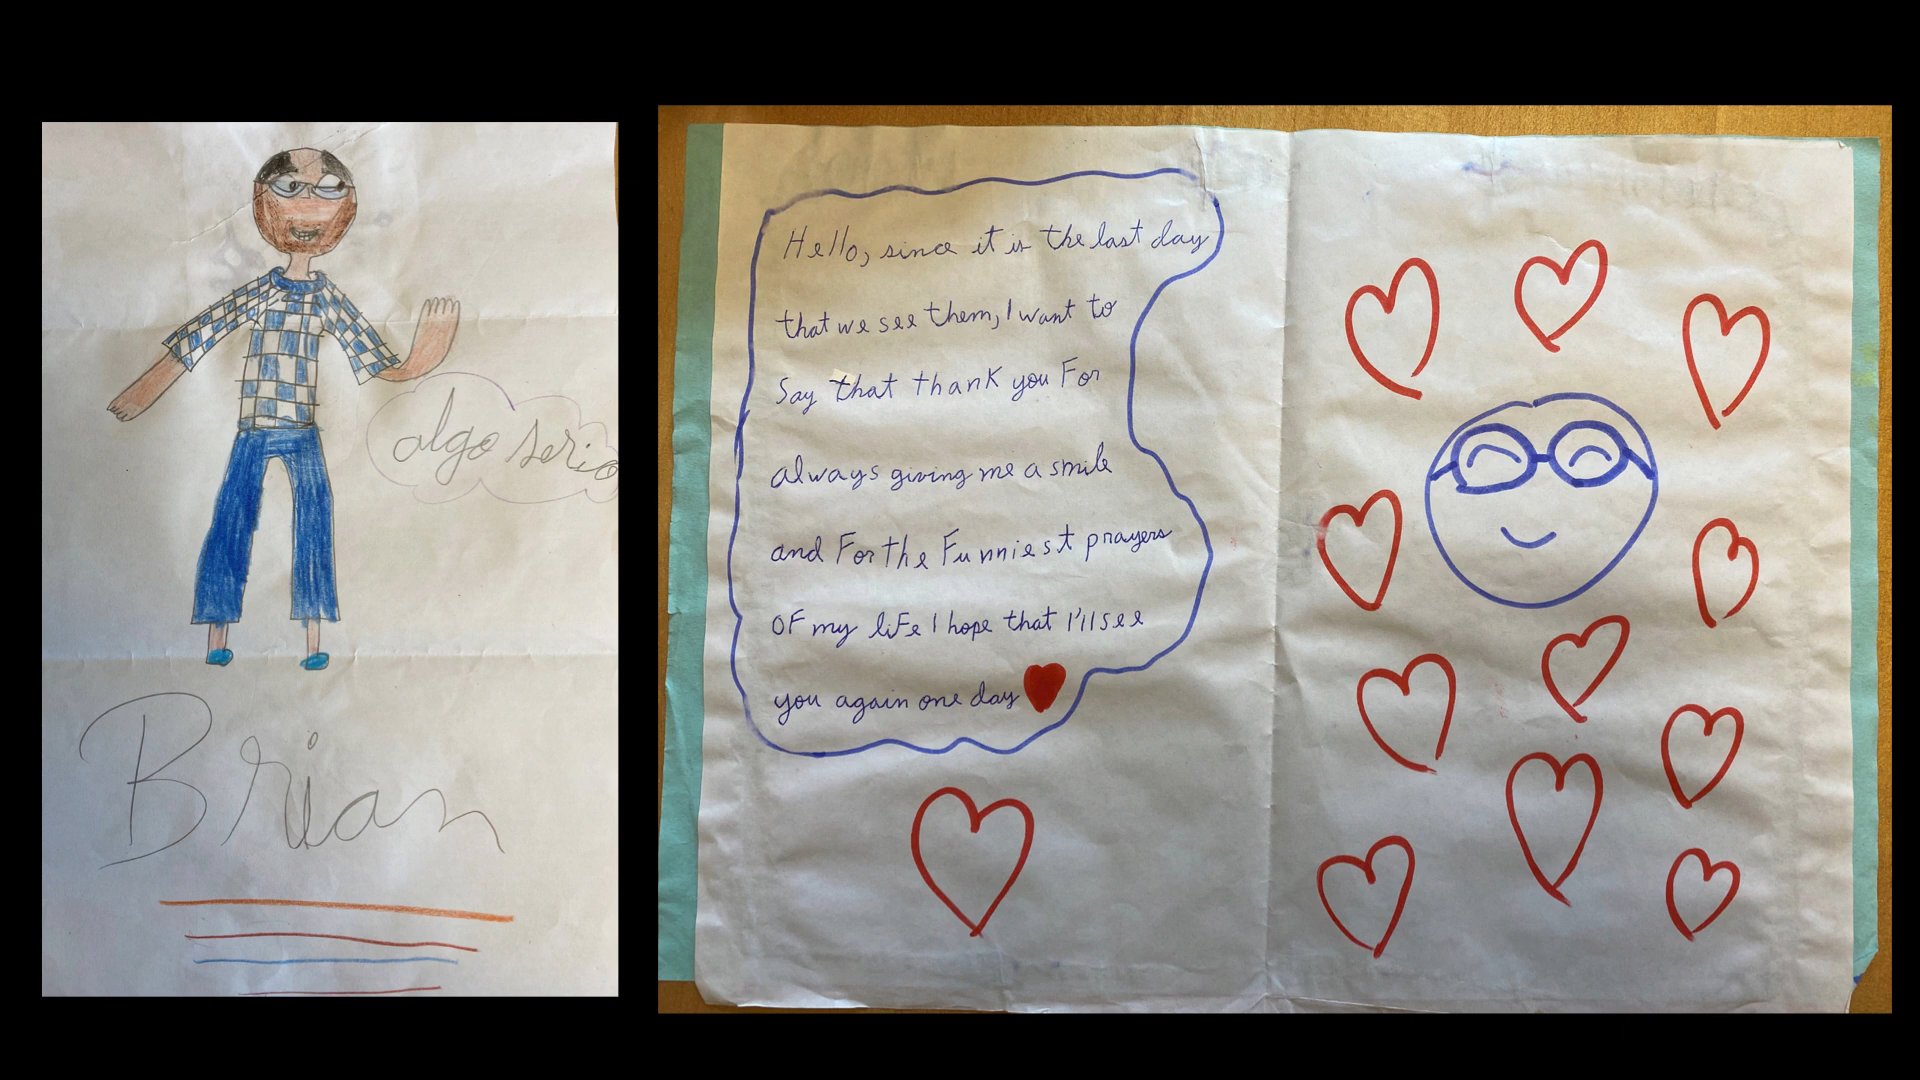 algo serio
Brian
Hello, since it is the last day
that we see them, I want to
Say that thank you For
always giving me a smile
and For the Funniest prayers
OF my liFe I hope that I'll see
you again one day